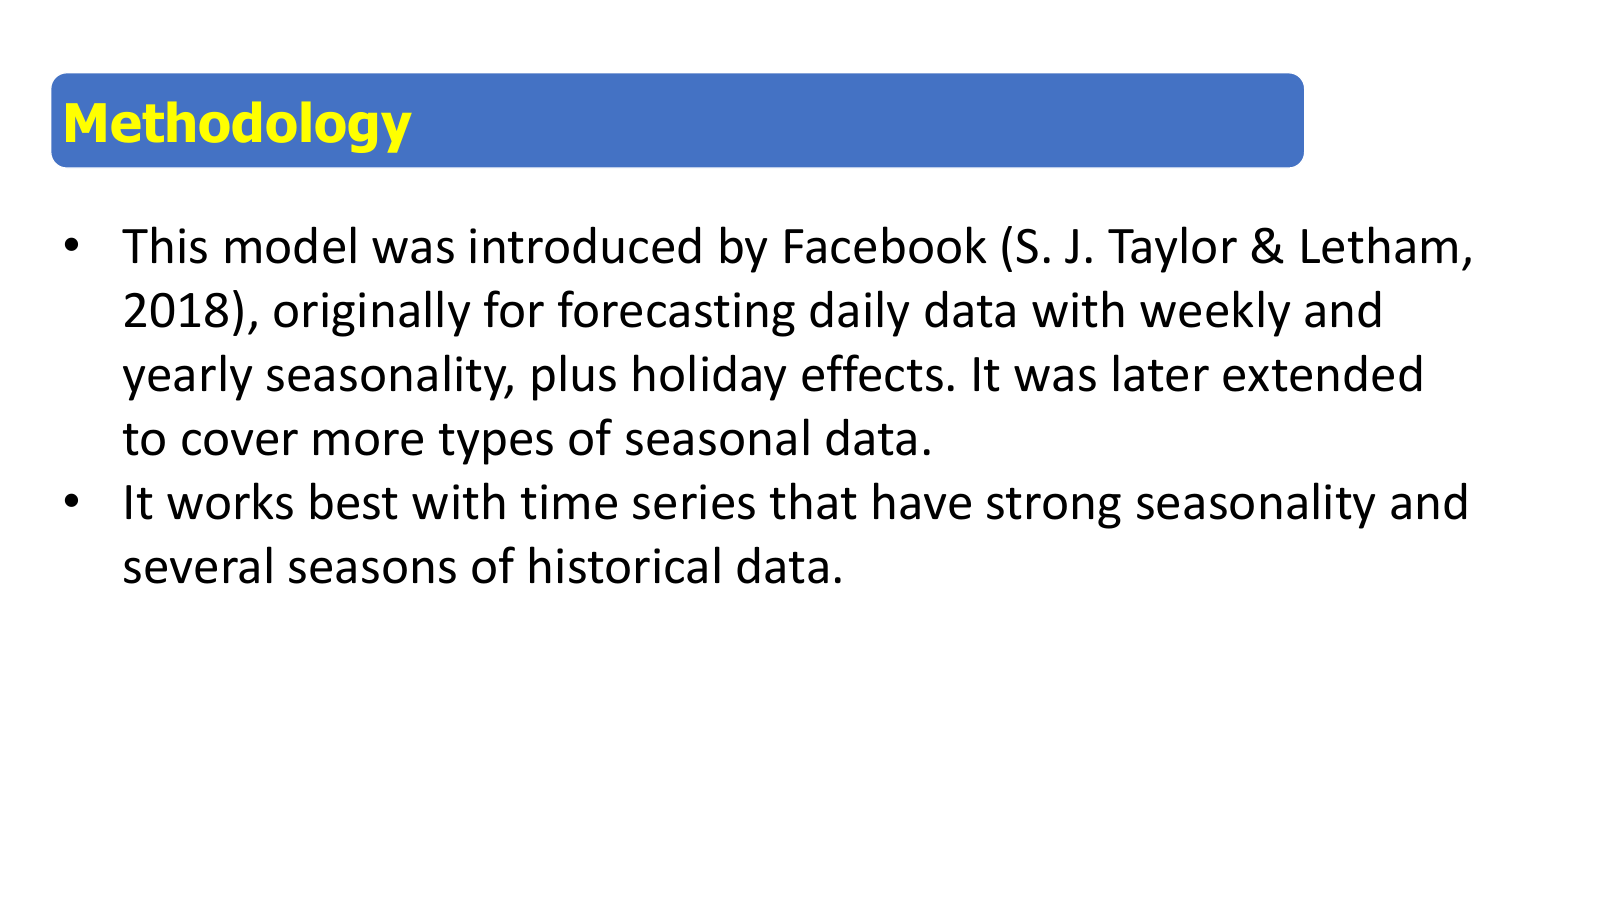 Methodology
• This model was introduced by Facebook (S. J. Taylor & Letham,
2018), originally for forecasting daily data with weekly and
yearly seasonality, plus holiday effects. It was later extended
to cover more types of seasonal data.
• It works best with time series that have strong seasonality and
several seasons of historical data.